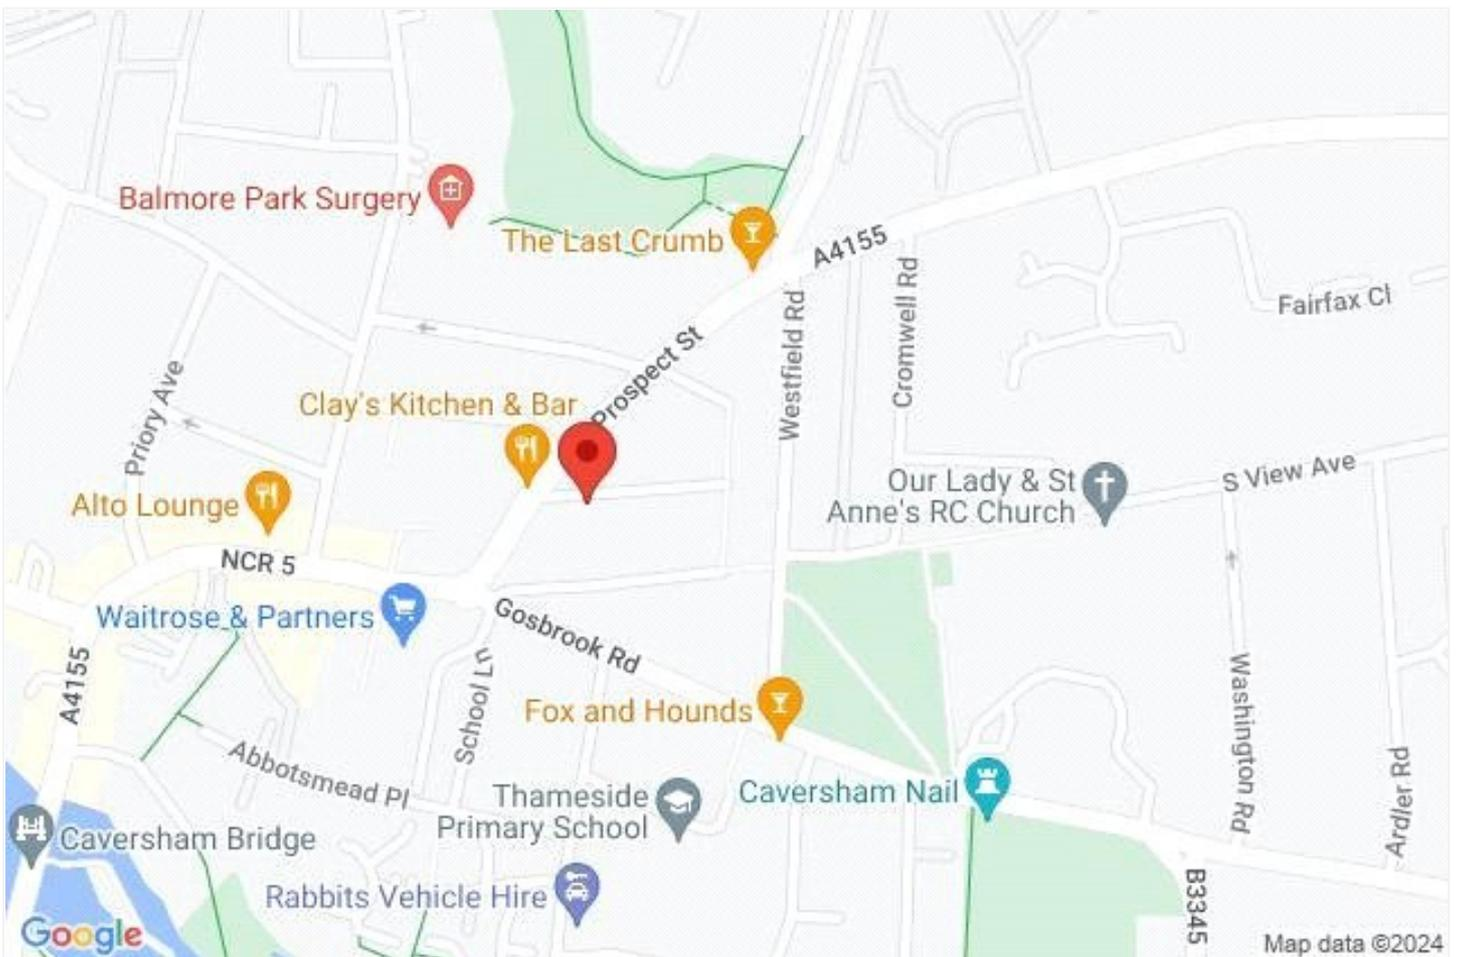 Balmore Park Surgery
The Last Crumb
A4155
Fairfax Cl
Cromwell Rd
Westfield Rd
Prospect St
Priory Ave
Clay's Kitchen & Bar
Alto Lounge
Our Lady & St
Anne's RC Church
S View Ave
NCR 5
Waitrose & Partners
Gosbrook Rd
A4155
School Ln
Fox and Hounds
Washington Rd
Abbotsmead Pl
Thameside
Primary School
Caversham Nail
Ardler Rd
Caversham Bridge
Rabbits Vehicle Hire
B3345
Google
Map data ©2024